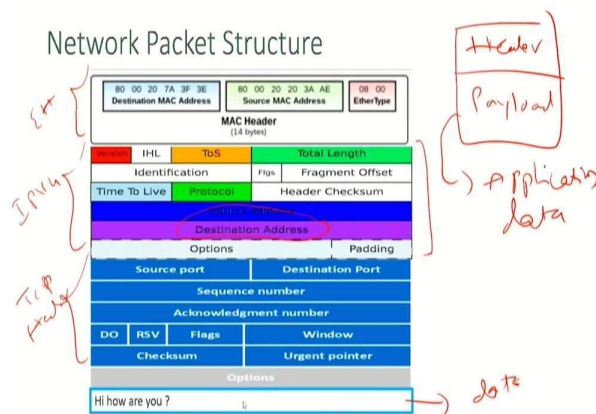 Network Packet Structure
Header
Payload
Application
data
Eth
80 00 20 7A 3F 3E
Destination MAC Address
80 00 20 20 3A AE
Source MAC Address
08 00
EtherType
MAC Header
(14 bytes)
IPV4
Version IHL ToS Total Length
Identification Flgs Fragment Offset
Time To Live Protocol Header Checksum
Destination Address
Options Padding
TCP
Source port Destination Port
Sequence number
Acknowledgment number
DO RSV Flags Window
Checksum Urgent pointer
Options
Hi how are you ?
data